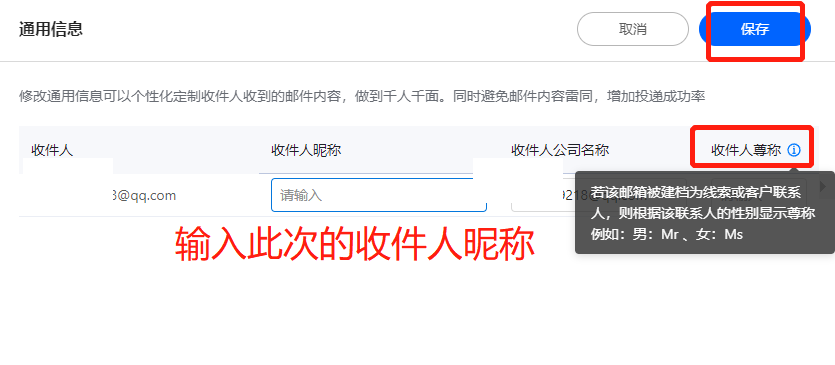 通用信息
取消
保存
修改通用信息可以个性化定制收件人收到的邮件内容，做到千人千面。同时避免邮件内容雷同，增加投递成功率
收件人
收件人昵称
收件人公司名称
收件人尊称
3@qq.com
请输入
9218@qq.com
若该邮箱被建档为线索或客户联系
人，则根据该联系人的性别显示尊称
例如：男：Mr 、女：Ms
输入此次的收件人昵称